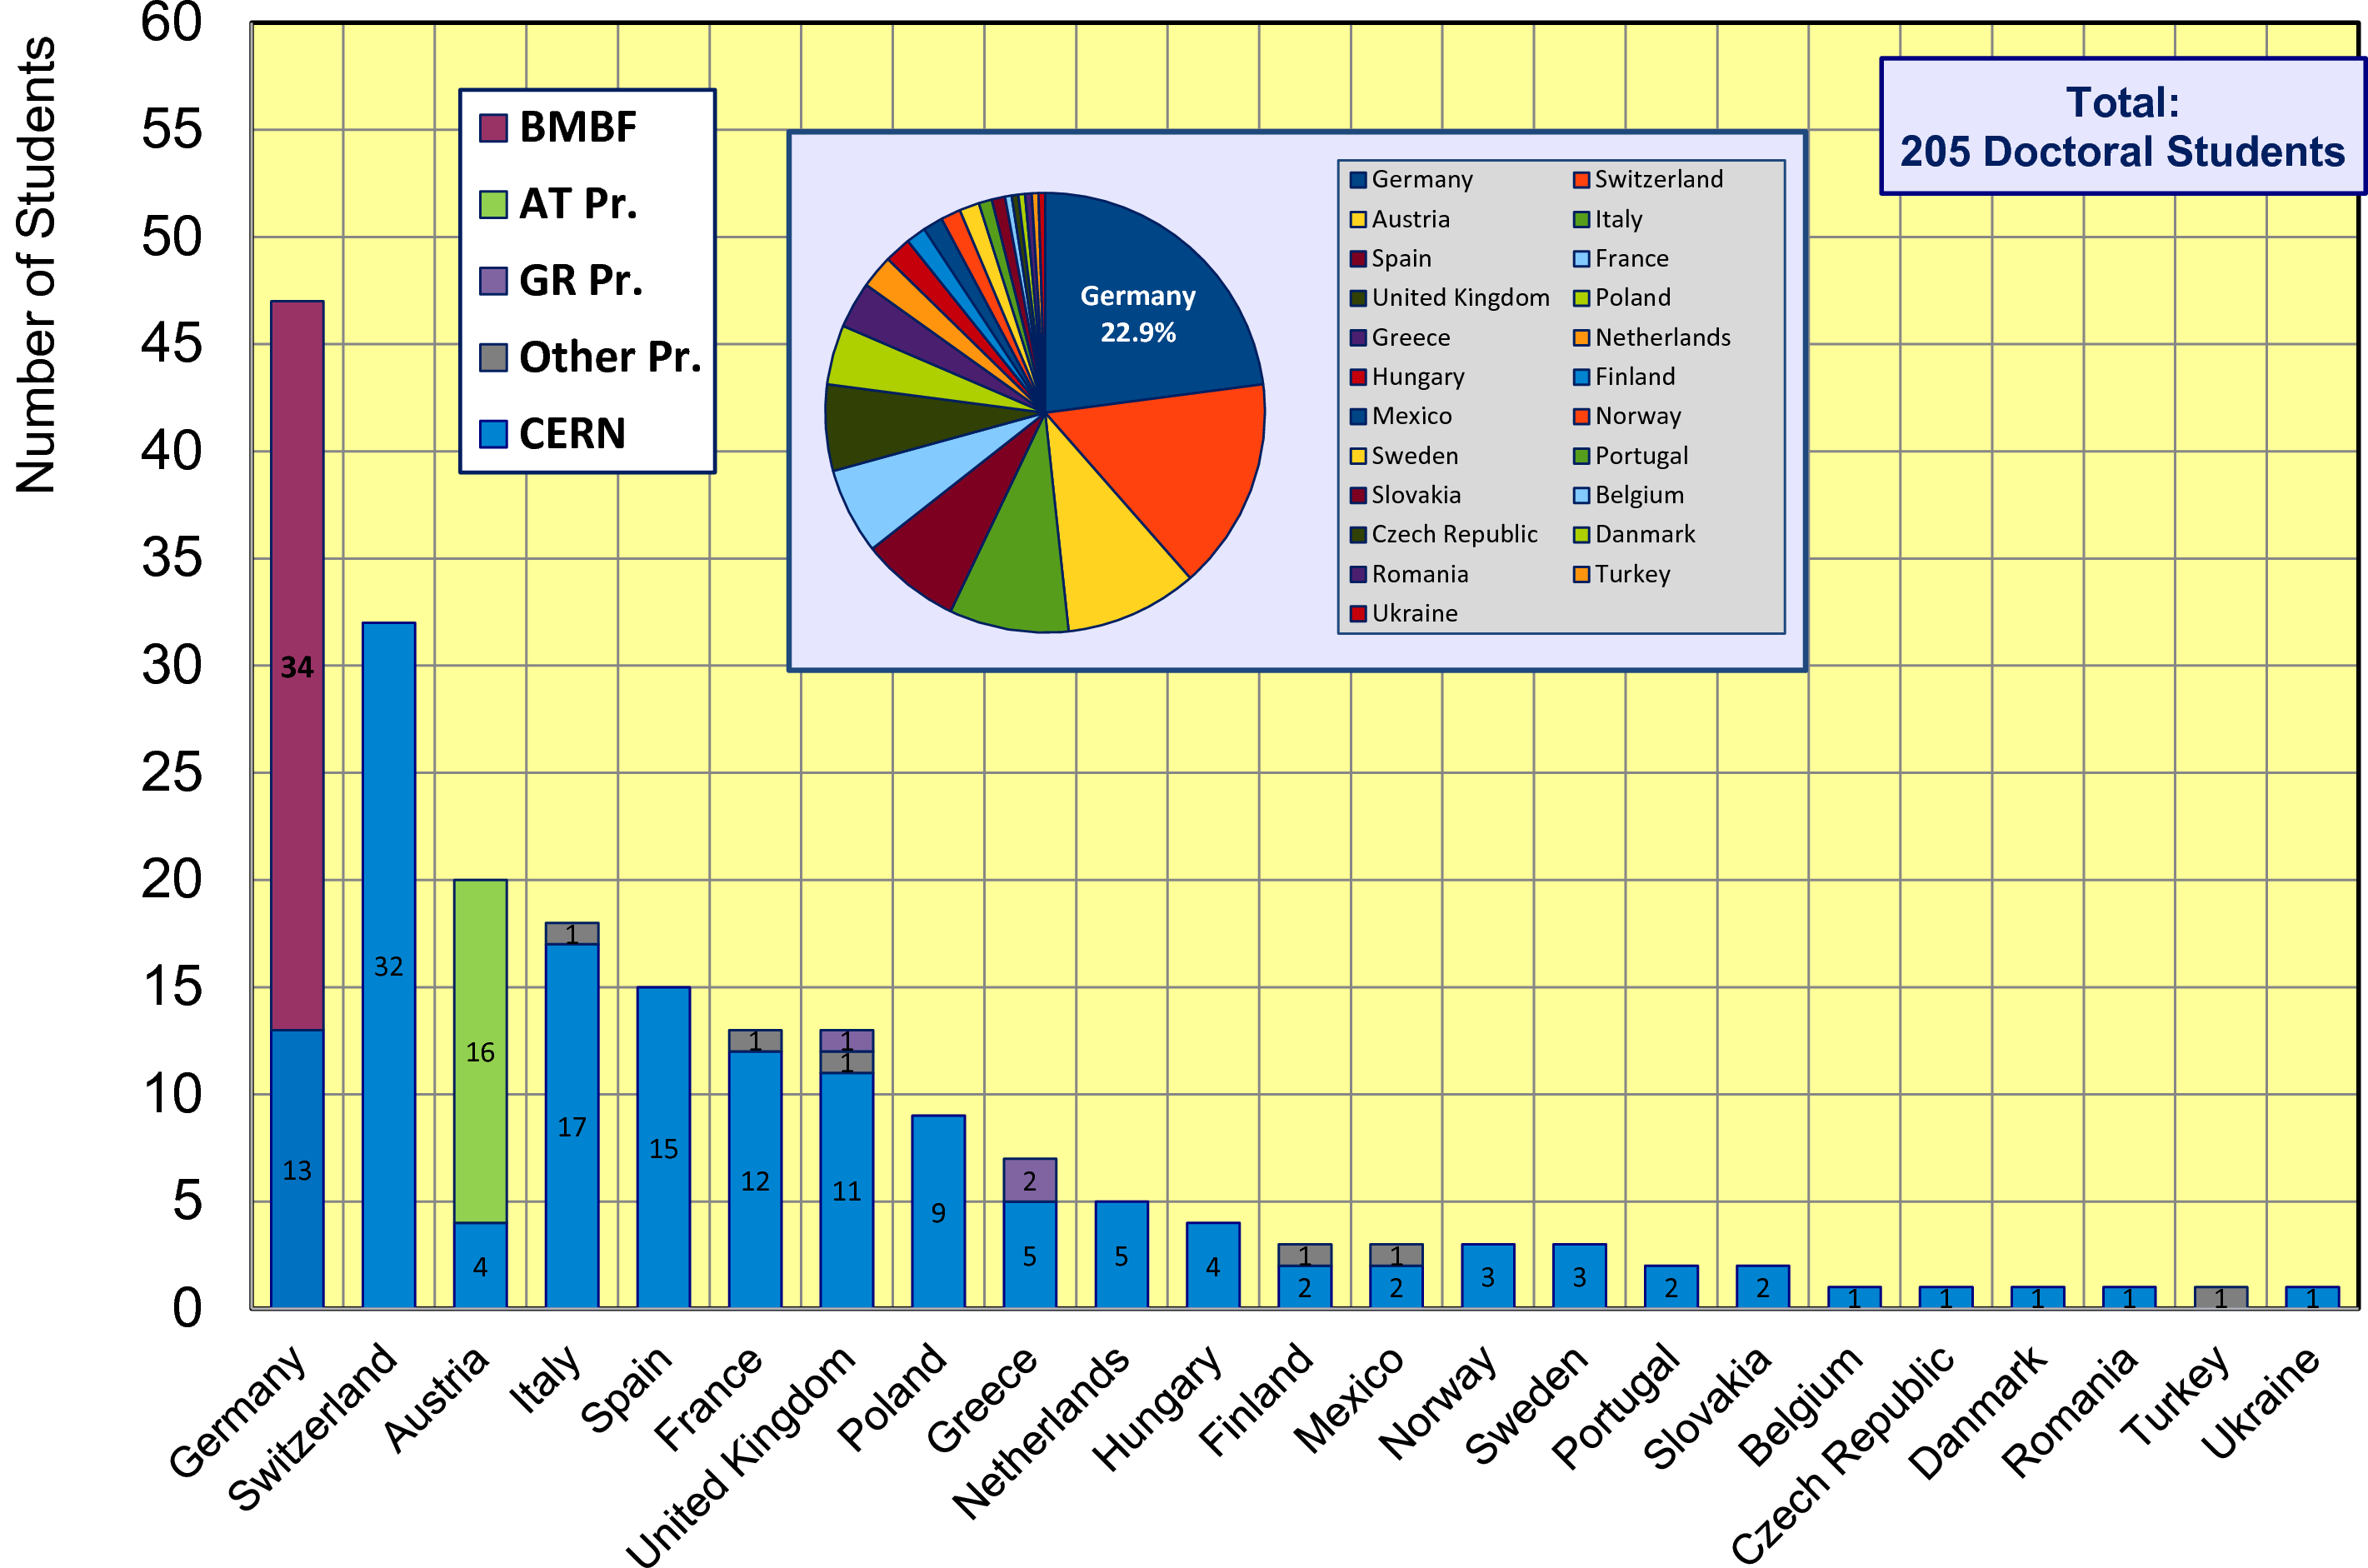 Number of Students
60
55
50
45
40
35
30
25
20
15
10
5
0
BMBF
AT Pr.
GR Pr.
Other Pr.
CERN
Germany
22.9%
Germany Switzerland
Austria Italy
Spain France
United Kingdom Poland
Greece Netherlands
Hungary Finland
Mexico Norway
Sweden Portugal
Slovakia Belgium
Czech Republic Danmark
Romania Turkey
Ukraine
Total:
205 Doctoral Students
34
13
32
16
4
1
17
15
1
12
1
1
11
9
2
5
5
4
1
2
1
2
3
3
2
2
1
1
1
1
1
1
Germany
Switzerland
Austria
Italy
Spain
France
United Kingdom
Poland
Greece
Netherlands
Hungary
Finland
Mexico
Norway
Sweden
Portugal
Slovakia
Belgium
Czech Republic
Danmark
Romania
Turkey
Ukraine